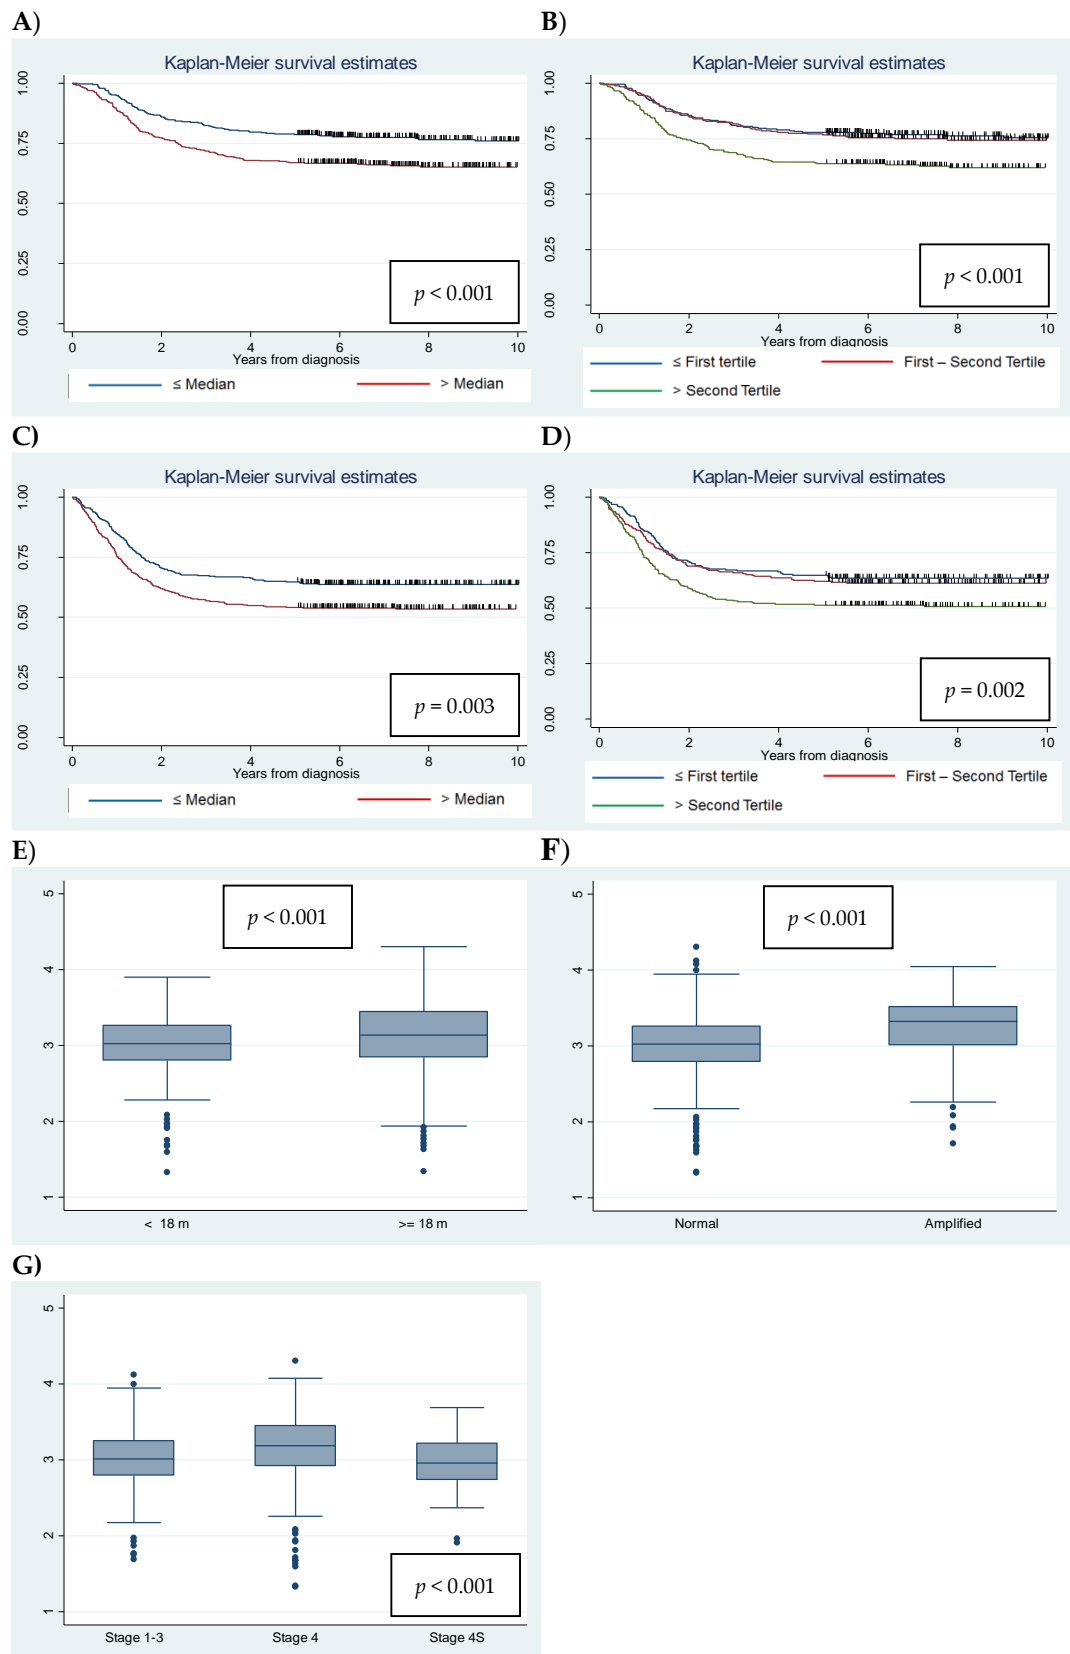 A)
Kaplan-Meier survival estimates
1.00
0.75
0.50
0.25
0.00
p < 0.001
0 2 4 6 8 10
Years from diagnosis
≤ Median > Median
B)
Kaplan-Meier survival estimates
1.00
0.75
0.50
0.25
0.00
p < 0.001
0 2 4 6 8 10
Years from diagnosis
≤ First tertile First – Second Tertile
> Second Tertile
C)
Kaplan-Meier survival estimates
1.00
0.75
0.50
0.25
0.00
p = 0.003
0 2 4 6 8 10
Years from diagnosis
≤ Median > Median
D)
Kaplan-Meier survival estimates
1.00
0.75
0.50
0.25
0.00
p = 0.002
0 2 4 6 8 10
Years from diagnosis
≤ First tertile First – Second Tertile
> Second Tertile
E)
5
4
3
2
1
p < 0.001
< 18 m >= 18 m
F)
5
4
3
2
1
p < 0.001
Normal Amplified
G)
5
4
3
2
1
p < 0.001
Stage 1-3 Stage 4 Stage 4S